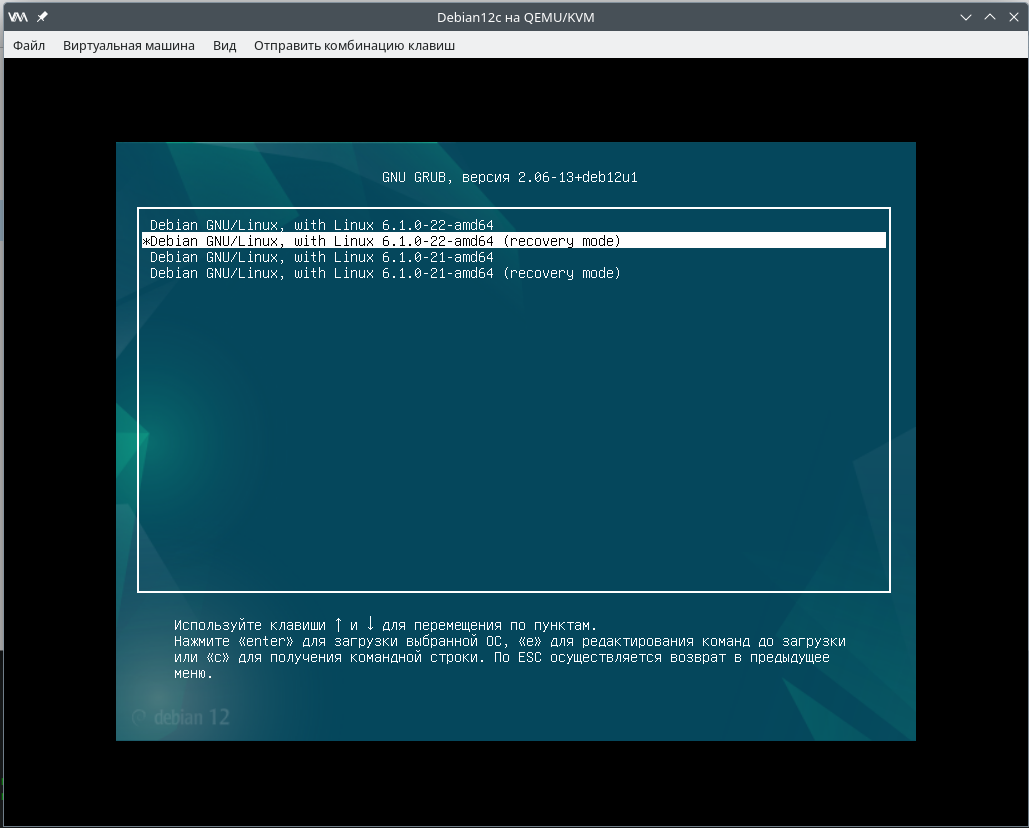 Debian12c на QEMU/KVM
Файл Виртуальная машина Вид Отправить комбинацию клавиш
GNU GRUB, версия 2.06-13+deb12u1
Debian GNU/Linux, with Linux 6.1.0-22-amd64
*Debian GNU/Linux, with Linux 6.1.0-22-amd64 (recovery mode)
Debian GNU/Linux, with Linux 6.1.0-21-amd64
Debian GNU/Linux, with Linux 6.1.0-21-amd64 (recovery mode)
Используйте клавиши ↑ и ↓ для перемещения по пунктам.
Нажмите «enter» для загрузки выбранной ОС, «e» для редактирования команд до загрузки
или «c» для получения командной строки. По ESC осуществляется возврат в предыдущее
меню.
debian 12